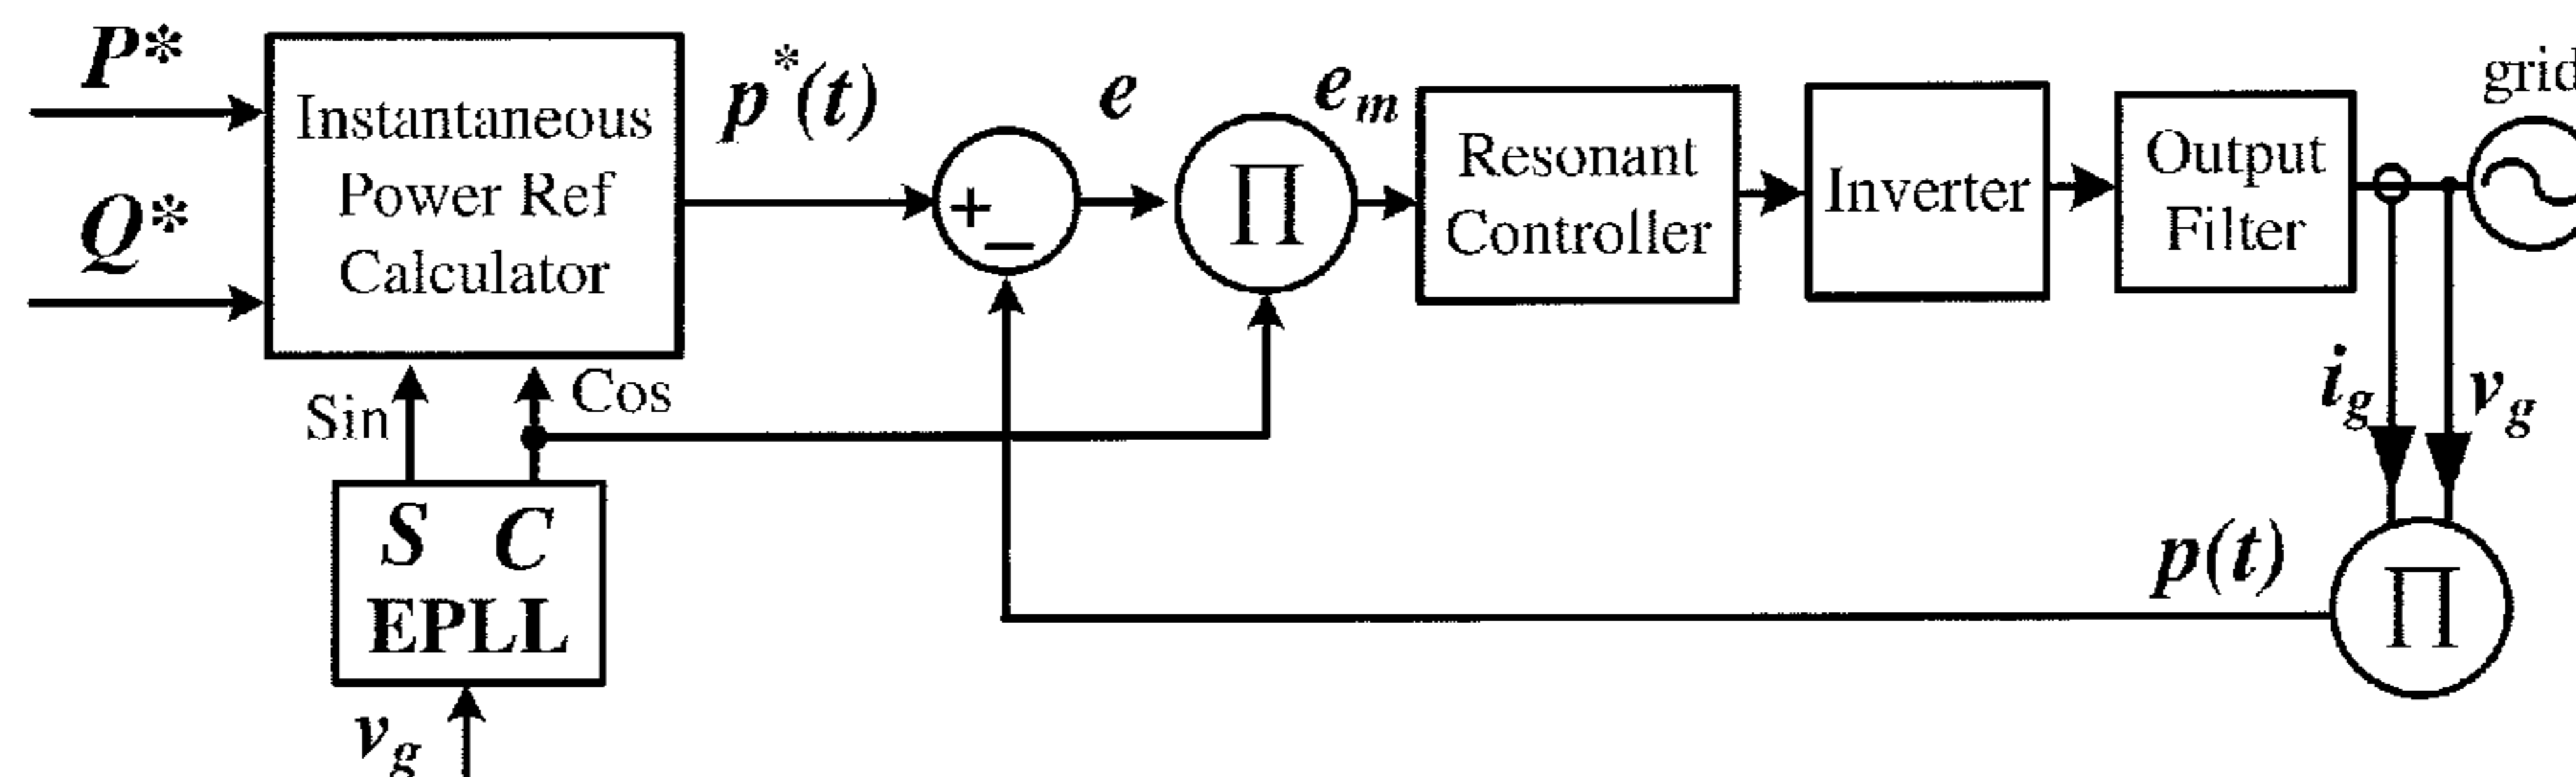 P*
Q*
Instantaneous
Power Ref
Calculator
p*(t)
e
Π
e_m
Resonant
Controller
Inverter
Output
Filter
grid
Sin
Cos
S C
EPLL
v_g
i_g
v_g
p(t)
Π